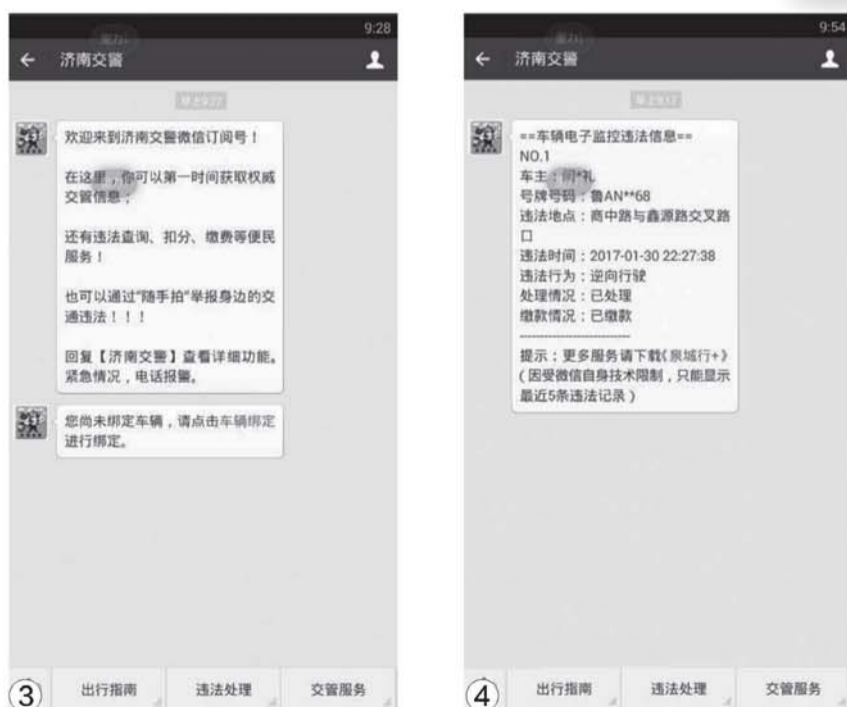 9:28
济南交警
欢迎来到济南交警微信订阅号！
在这里，你可以第一时间获取权威
交管信息；
还有违法查询、扣分、缴费等便民
服务！
也可以通过“随手拍”举报身边的交
通违法！！！
回复【济南交警】查看详细功能。
紧急情况，电话报警。
您尚未绑定车辆，请点击车辆绑定
进行绑定。
③
出行指南
违法处理
交管服务
9:54
济南交警
==车辆电子监控违法信息==
NO.1
车主：闫*礼
号牌号码：鲁AN**68
违法地点：商中路与鑫源路交叉路
口
违法时间：2017-01-30 22:27:38
违法行为：逆向行驶
处理情况：已处理
缴款情况：已缴款
----------------------------
提示：更多服务请下载《泉城行+》
（因受微信自身技术限制，只能显示
最近5条违法记录）
④
出行指南
违法处理
交管服务